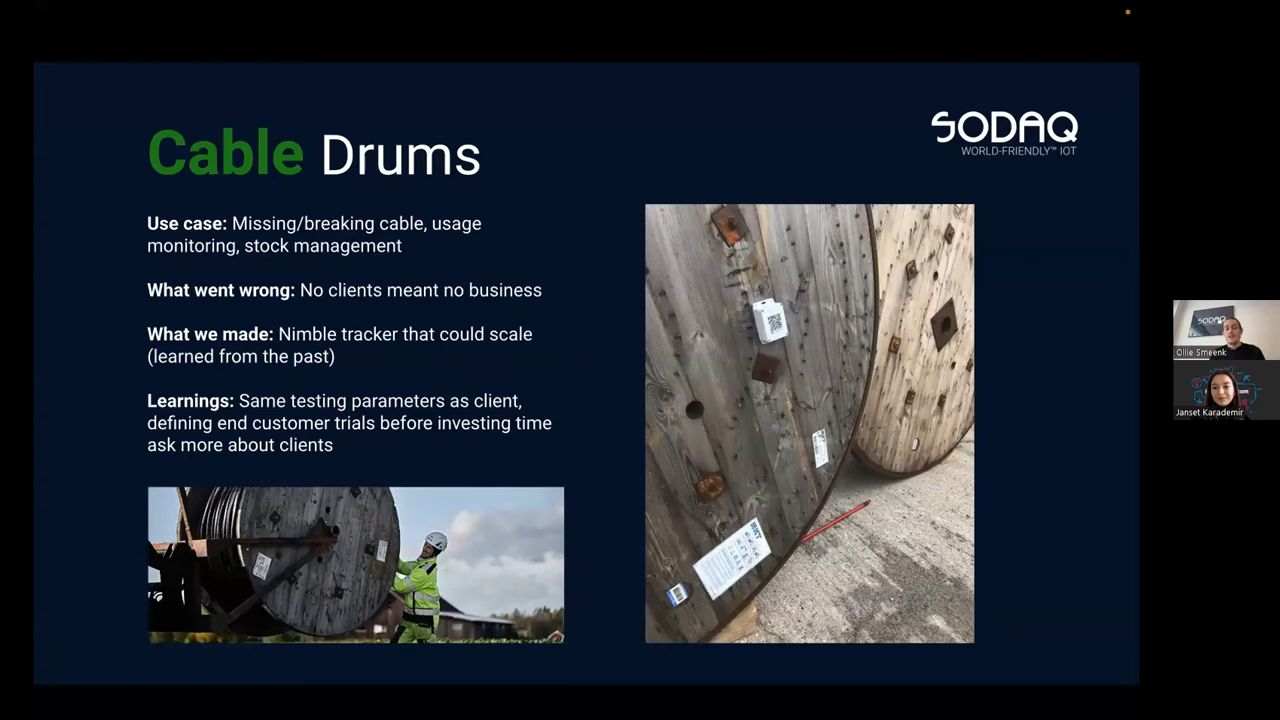 Cable Drums
SODAQ
WORLD-FRIENDLY™ IOT
Use case: Missing/breaking cable, usage
monitoring, stock management
What went wrong: No clients meant no business
What we made: Nimble tracker that could scale
(learned from the past)
Learnings: Same testing parameters as client,
defining end customer trials before investing time
ask more about clients
SODAQ
Ollie Smeenk
Janset Karademir